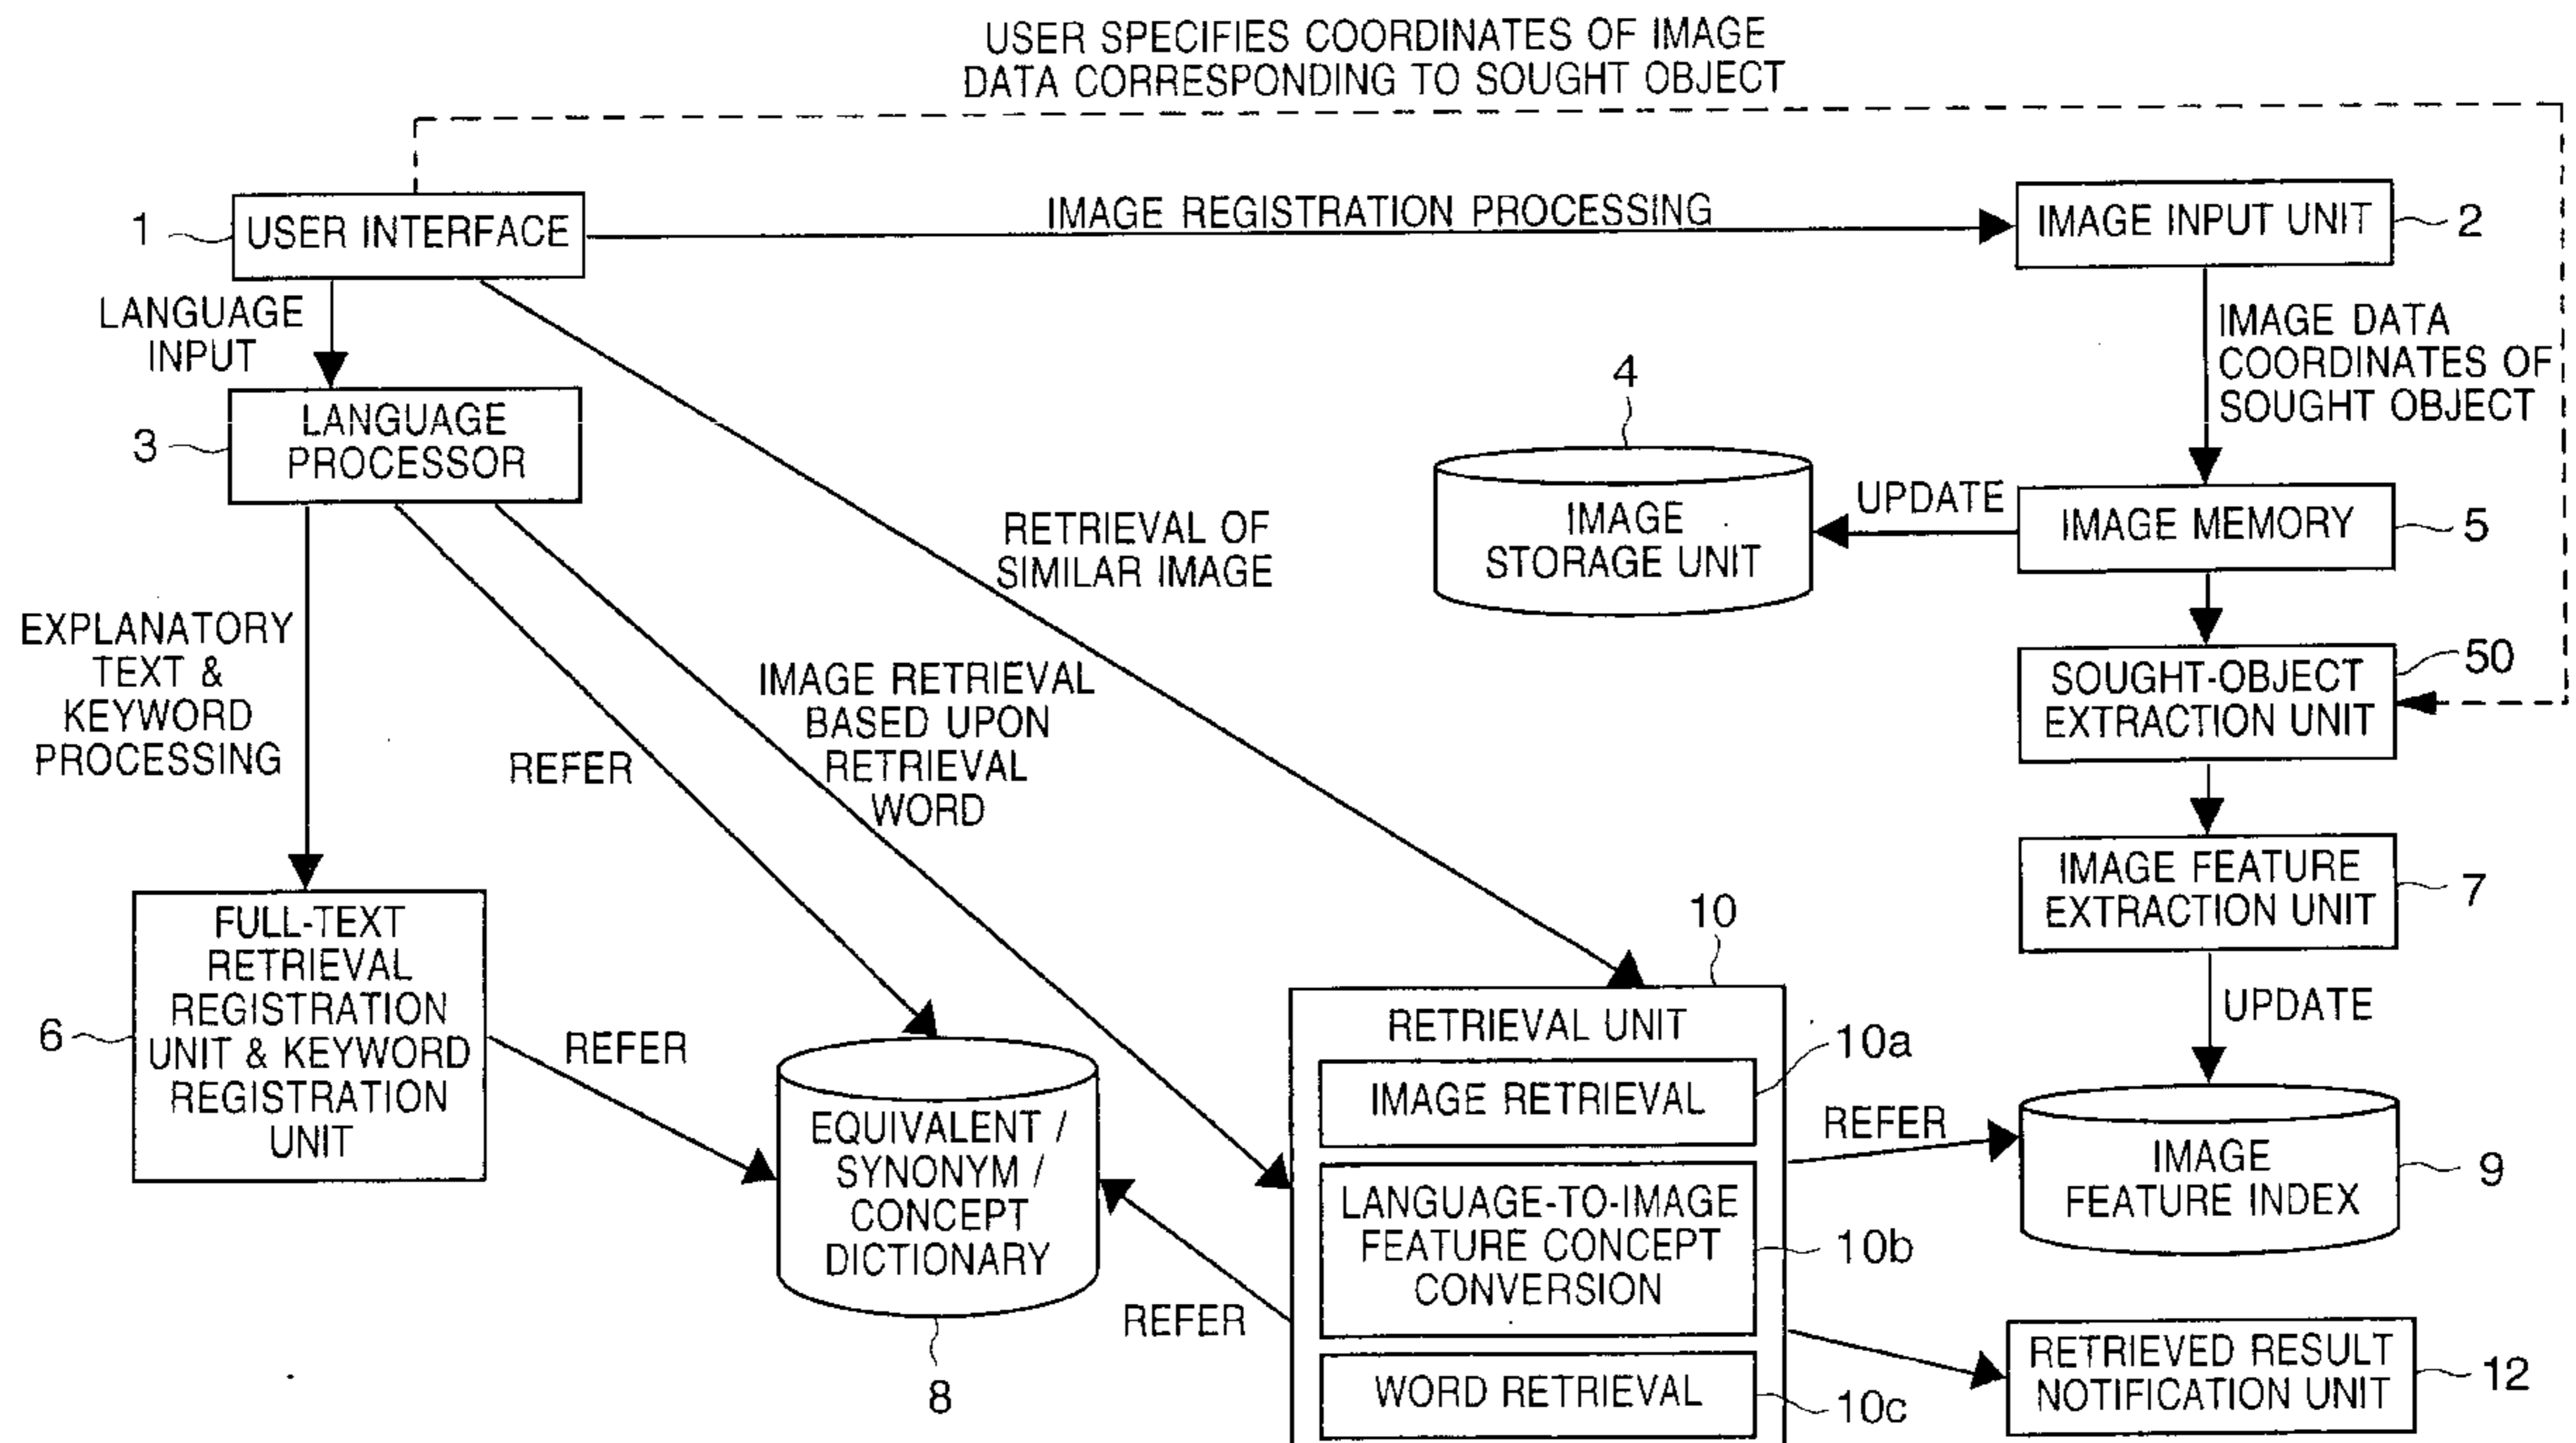 USER SPECIFIES COORDINATES OF IMAGE
DATA CORRESPONDING TO SOUGHT OBJECT
1
USER INTERFACE
IMAGE REGISTRATION PROCESSING
IMAGE INPUT UNIT
2
LANGUAGE
INPUT
IMAGE DATA
COORDINATES OF
SOUGHT OBJECT
3
LANGUAGE
PROCESSOR
4
IMAGE
STORAGE UNIT
UPDATE
IMAGE MEMORY
5
RETRIEVAL OF
SIMILAR IMAGE
EXPLANATORY
TEXT &
KEYWORD
PROCESSING
REFER
IMAGE RETRIEVAL
BASED UPON
RETRIEVAL
WORD
SOUGHT-OBJECT
EXTRACTION UNIT
50
IMAGE FEATURE
EXTRACTION UNIT
7
UPDATE
6
FULL-TEXT
RETRIEVAL
REGISTRATION
UNIT & KEYWORD
REGISTRATION
UNIT
REFER
EQUIVALENT /
SYNONYM /
CONCEPT
DICTIONARY
8
REFER
10
RETRIEVAL UNIT
IMAGE RETRIEVAL
10a
LANGUAGE-TO-IMAGE
FEATURE CONCEPT
CONVERSION
10b
WORD RETRIEVAL
10c
REFER
IMAGE
FEATURE INDEX
9
RETRIEVED RESULT
NOTIFICATION UNIT
12